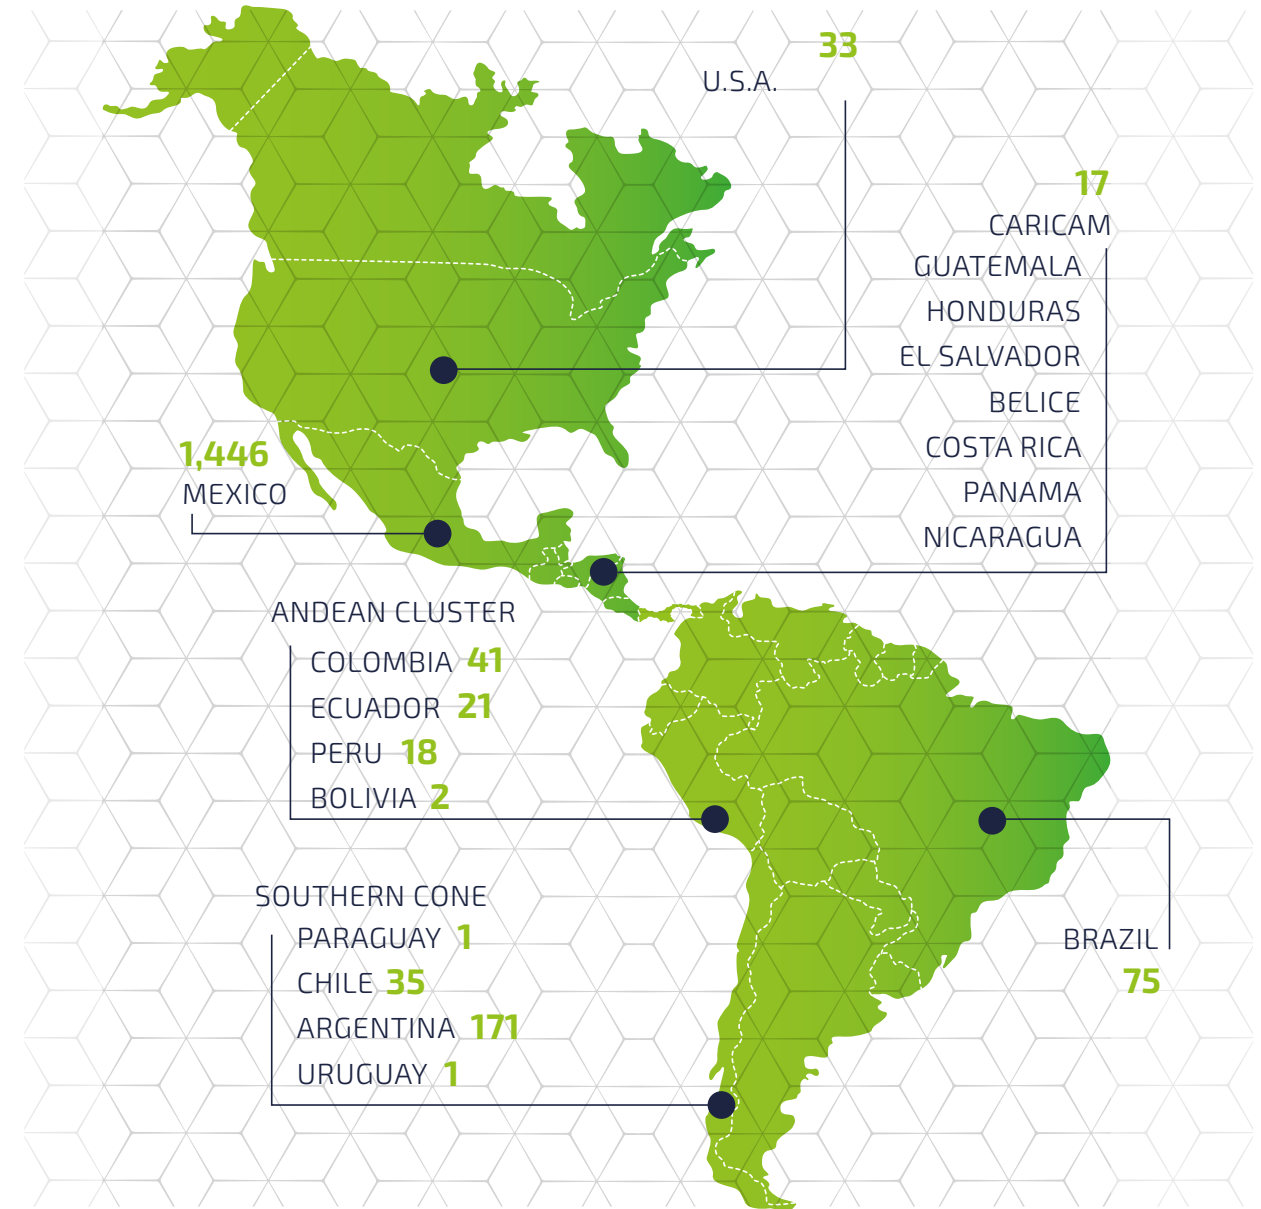 33
U.S.A.
17
CARICAM
GUATEMALA
HONDURAS
EL SALVADOR
BELICE
COSTA RICA
PANAMA
NICARAGUA
1,446
MEXICO
ANDEAN CLUSTER
COLOMBIA 41
ECUADOR 21
PERU 18
BOLIVIA 2
SOUTHERN CONE
PARAGUAY 1
CHILE 35
ARGENTINA 171
URUGUAY 1
BRAZIL
75